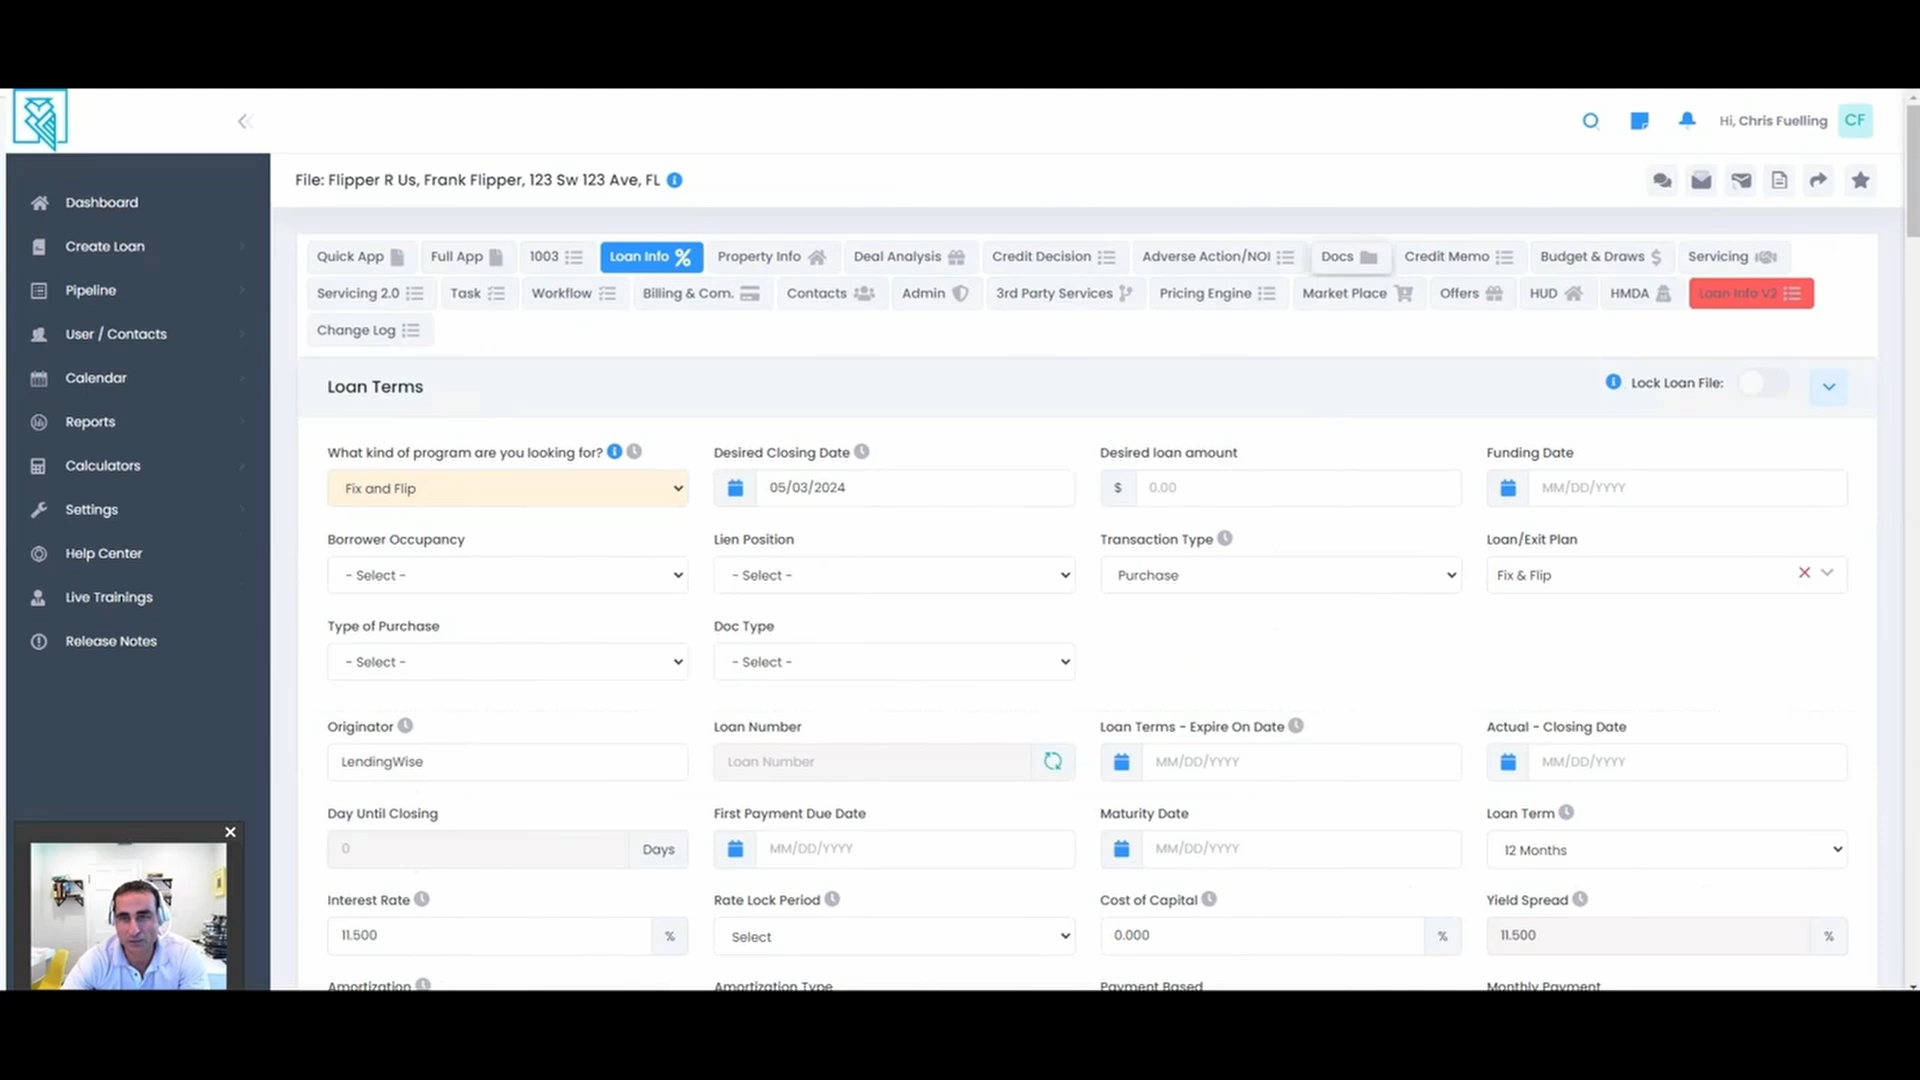 Hi, Chris Fuelling CF
File: Flipper R Us, Frank Flipper, 123 Sw 123 Ave, FL
Dashboard
Create Loan
Pipeline
User / Contacts
Calendar
Reports
Calculators
Settings
Help Center
Live Trainings
Release Notes
Quick App Full App 1003 Loan Info Property Info Deal Analysis Credit Decision Adverse Action/NOI Docs Credit Memo Budget & Draws Servicing
Servicing 2.0 Task Workflow Billing & Com. Contacts Admin 3rd Party Services Pricing Engine Market Place Offers HUD HMDA Loan Info V2
Change Log
Loan Terms Lock Loan File:
What kind of program are you looking for? Desired Closing Date Desired loan amount Funding Date
Fix and Flip 05/03/2024 $ 0.00 MM/DD/YYYY
Borrower Occupancy Lien Position Transaction Type Loan/Exit Plan
- Select - - Select - Purchase Fix & Flip
Type of Purchase Doc Type
- Select - - Select -
Originator Loan Number Loan Terms - Expire On Date Actual - Closing Date
LendingWise Loan Number MM/DD/YYYY MM/DD/YYYY
Day Until Closing First Payment Due Date Maturity Date Loan Term
0 Days MM/DD/YYYY MM/DD/YYYY 12 Months
Interest Rate Rate Lock Period Cost of Capital Yield Spread
11.500 % Select 0.000 % 11.500 %
Amortization Amortization Type Payment Based Monthly Payment